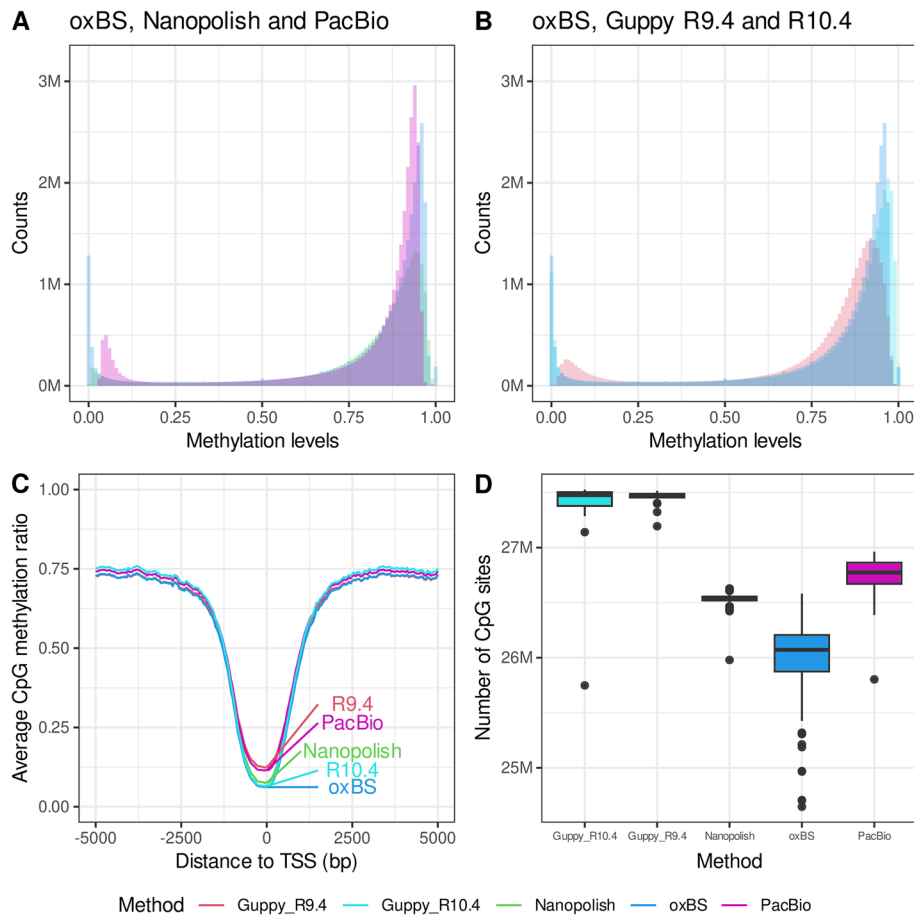 A oxBS, Nanopolish and PacBio
3M
2M
1M
0M
Counts
0.00 0.25 0.50 0.75 1.00
Methylation levels
B oxBS, Guppy R9.4 and R10.4
3M
2M
1M
0M
Counts
0.00 0.25 0.50 0.75 1.00
Methylation levels
C
1.00
0.75
0.50
0.25
0.00
Average CpG methylation ratio
R9.4
PacBio
Nanopolish
R10.4
oxBS
-5000 -2500 0 2500 5000
Distance to TSS (bp)
D
27M
26M
25M
Number of CpG sites
Guppy_R10.4 Guppy_R9.4 Nanopolish oxBS PacBio
Method
Method Guppy_R9.4 Guppy_R10.4 Nanopolish oxBS PacBio